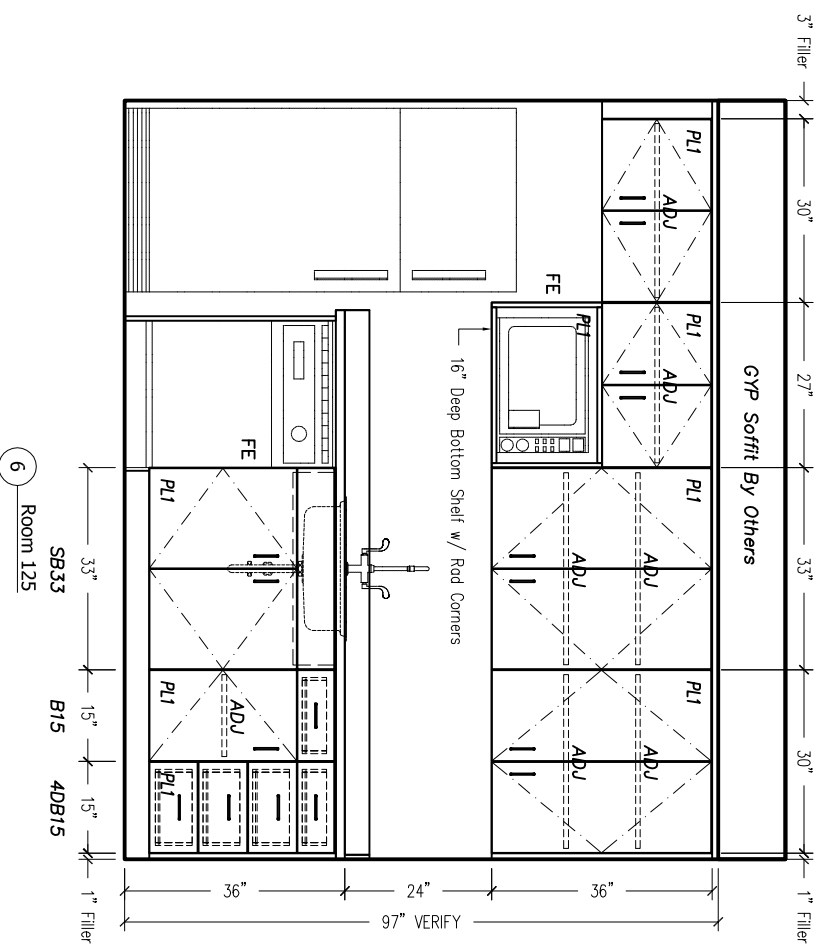 3" Filler
30"
27"
33"
30"
1" Filler
GYP Soffit By Others
PL1
ADJ
PL1
ADJ
PL1
ADJ
ADJ
PL1
ADJ
ADJ
FE
16" Deep Bottom Shelf w/ Rad Corners
FE
PL1
PL1
ADJ
PL1
36"
24"
36"
97" VERIFY
33"
15"
15"
1" Filler
SB33
B15
4DB15
6
Room 125